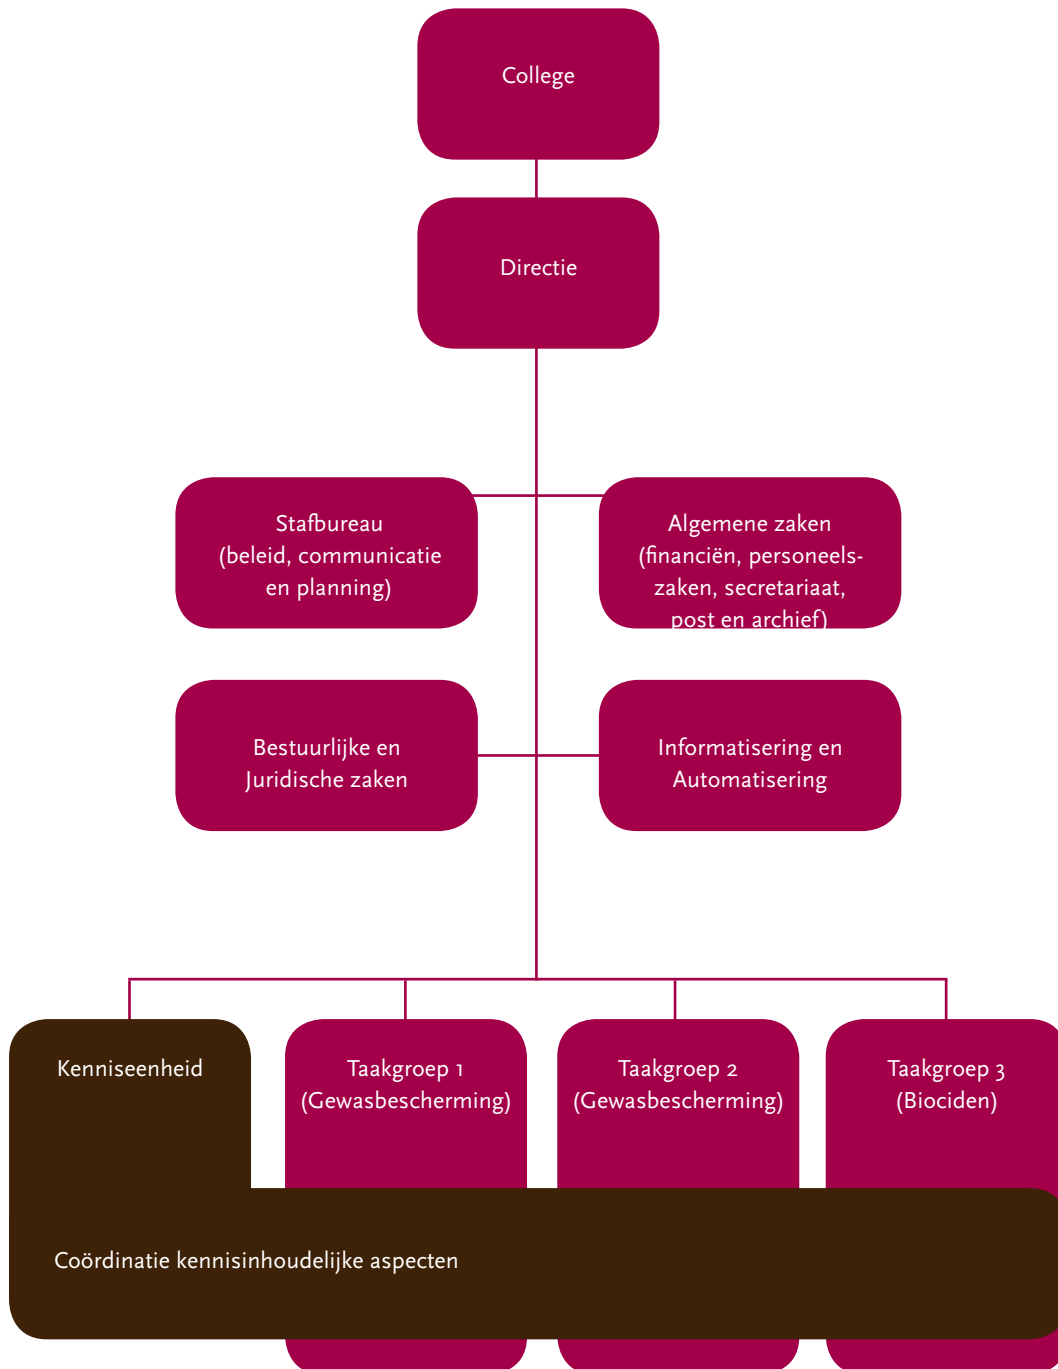 College
Directie
Stafbureau
(beleid, communicatie
en planning)
Algemene zaken
(financiën, personeels-
zaken, secretariaat,
post en archief)
Bestuurlijke en
Juridische zaken
Informatisering en
Automatisering
Kenniseenheid
Taakgroep 1
(Gewasbescherming)
Taakgroep 2
(Gewasbescherming)
Taakgroep 3
(Biociden)
Coördinatie kennisinhoudelijke aspecten